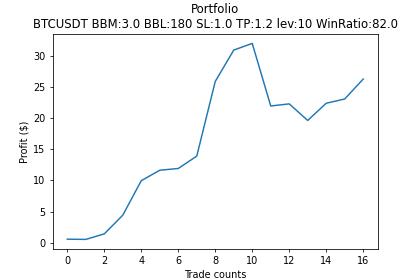 Portfolio
BTCUSDT BBM:3.0 BBL:180 SL:1.0 TP:1.2 lev:10 WinRatio:82.0
30
25
20
15
10
5
0
Profit ($)
0 2 4 6 8 10 12 14 16
Trade counts